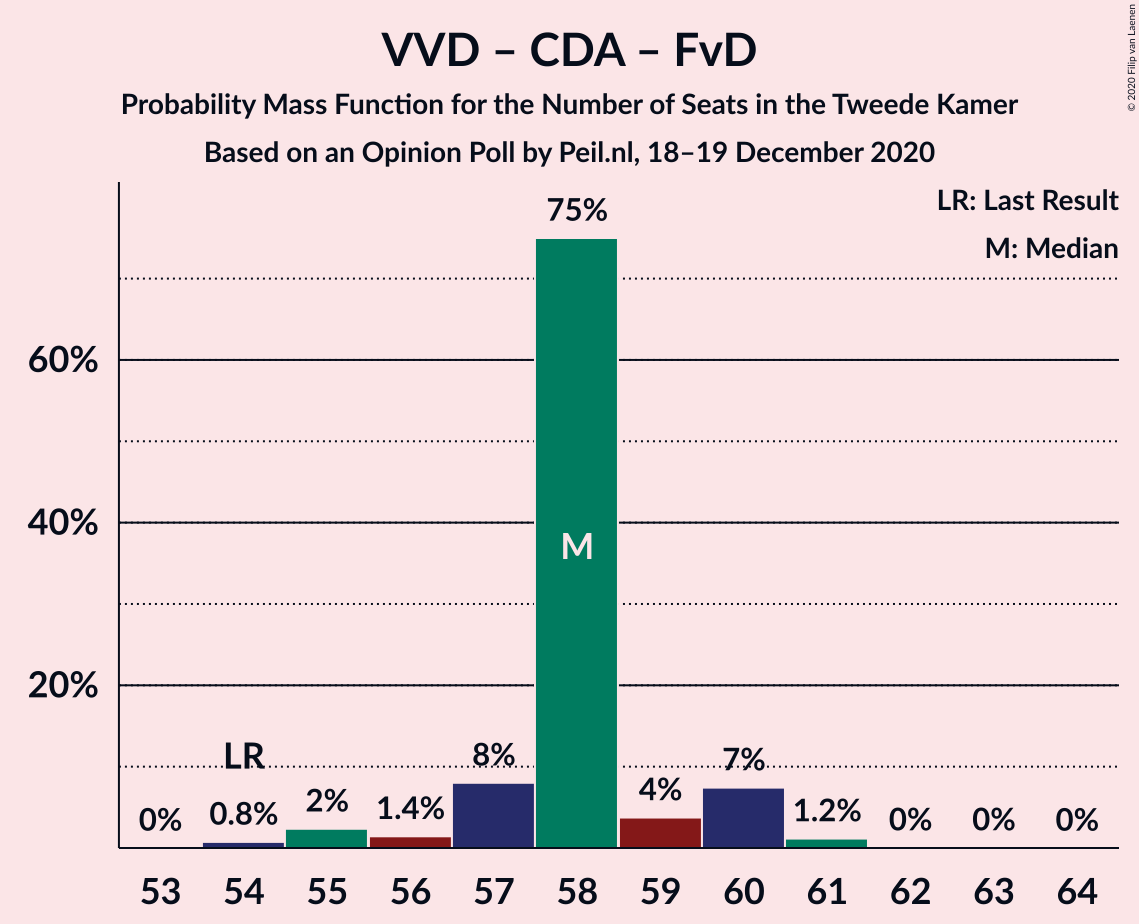 VVD – CDA – FvD
Probability Mass Function for the Number of Seats in the Tweede Kamer
Based on an Opinion Poll by Peil.nl, 18–19 December 2020
© 2020 Filip van Laenen
LR: Last Result
M: Median
60%
40%
20%
0%
LR
0.8%
2%
1.4%
8%
75%
M
4%
7%
1.2%
0%
0%
0%
53 54 55 56 57 58 59 60 61 62 63 64